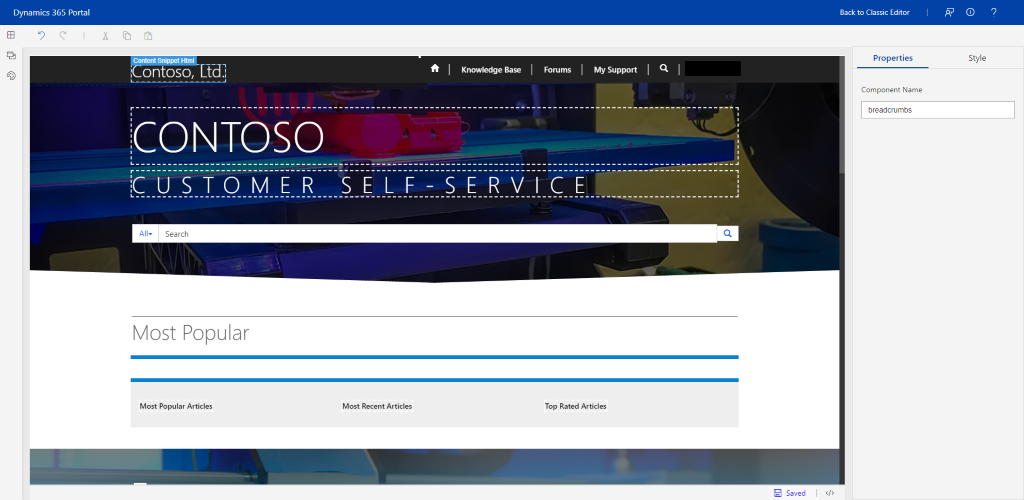 Dynamics 365 Portal
Back to Classic Editor | ?
Content Snippet Html
Contoso, Ltd.
| Knowledge Base | Forums | My Support | |
Properties
Style
Component Name
breadcrumbs
CONTOSO
CUSTOMER SELF-SERVICE
All
Search
Most Popular
Most Popular Articles
Most Recent Articles
Top Rated Articles
Saved | </>